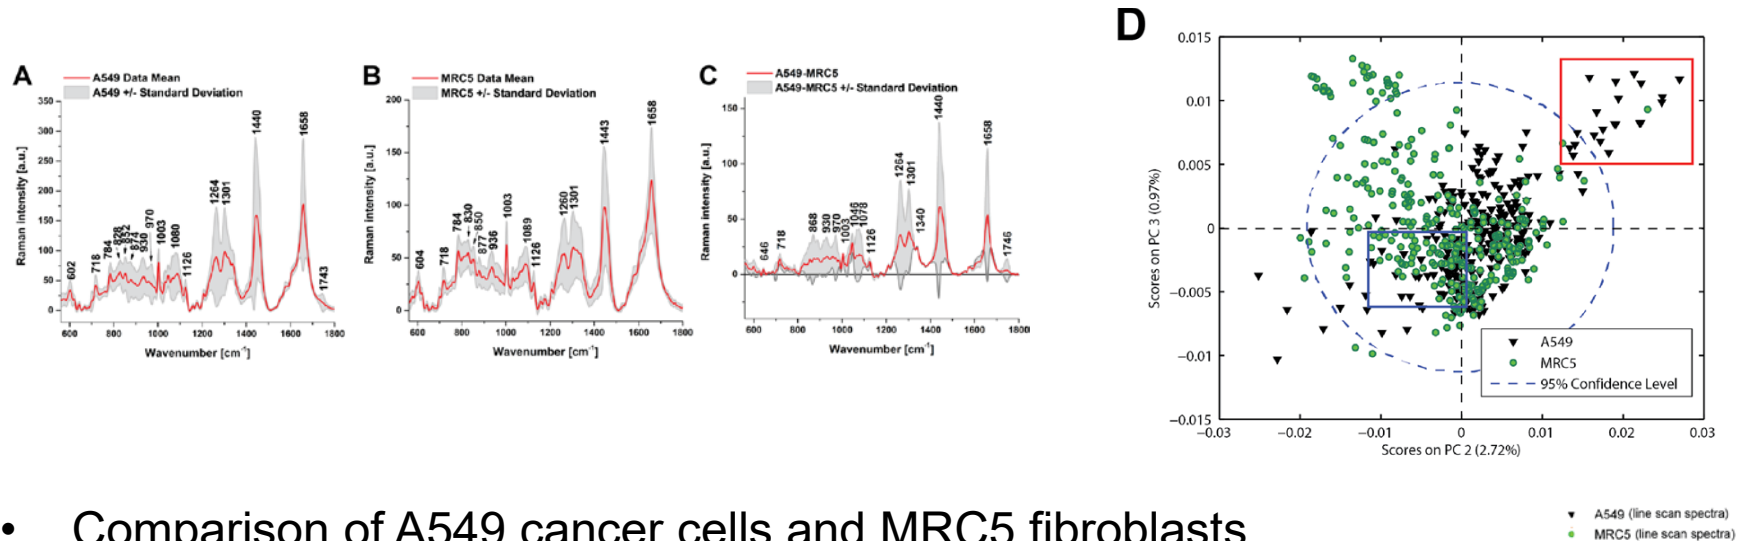 A
A549 Data Mean
A549 +/- Standard Deviation
Raman intensity [a.u.]
350
300
250
200
150
100
50
0
602
718
784
828
852
874
930
970
1003
1080
1126
1264
1301
1440
1658
1743
600 800 1000 1200 1400 1600 1800
Wavenumber [cm⁻¹]
B
MRC5 Data Mean
MRC5 +/- Standard Deviation
Raman intensity [a.u.]
200
150
100
50
0
604
718
784
830
850
877
936
1003
1089
1126
1260
1301
1443
1658
600 800 1000 1200 1400 1600 1800
Wavenumber [cm⁻¹]
C
A549-MRC5
A549-MRC5 +/- Standard Deviation
Raman intensity [a.u.]
150
100
50
0
646
718
868
930
970
1003
1046
1078
1126
1264
1301
1340
1440
1658
1746
600 800 1000 1200 1400 1600 1800
Wavenumber [cm⁻¹]
D
Scores on PC 3 (0.97%)
0.015
0.01
0.005
0
−0.005
−0.01
−0.015
A549
MRC5
95% Confidence Level
−0.03 −0.02 −0.01 0 0.01 0.02 0.03
Scores on PC 2 (2.72%)
• Comparison of A549 cancer cells and MRC5 fibroblasts
A549 (line scan spectra)
MRC5 (line scan spectra)